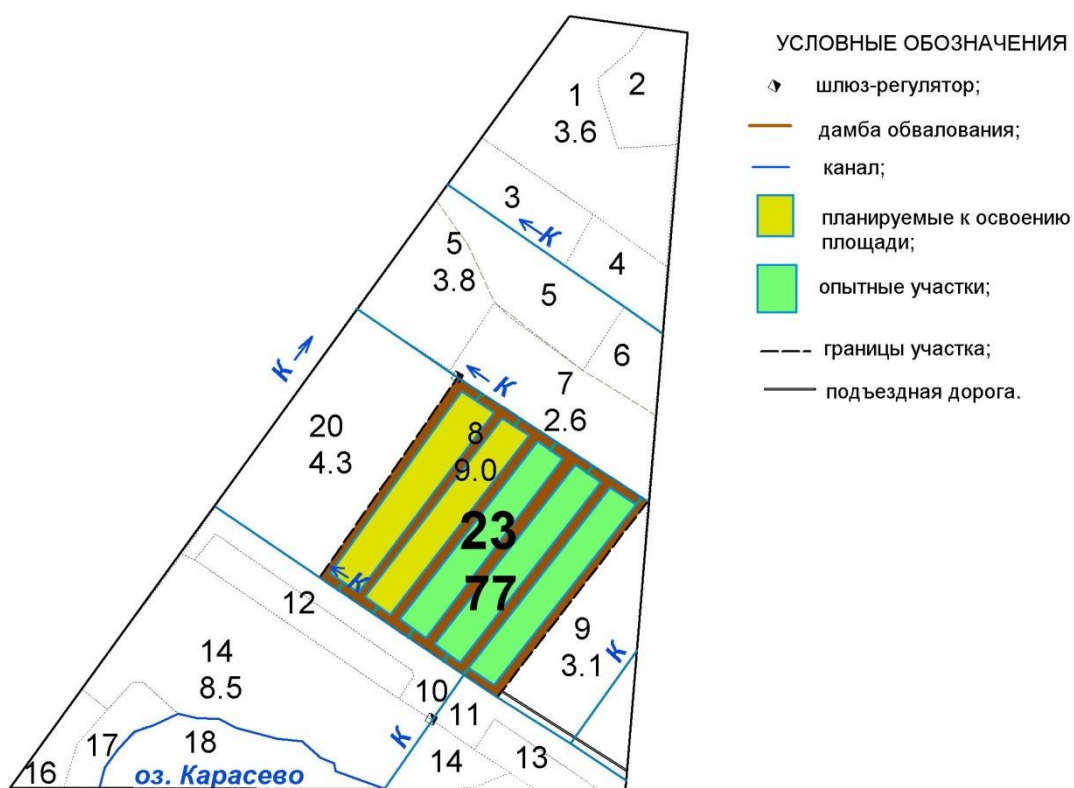 УСЛОВНЫЕ ОБОЗНАЧЕНИЯ
шлюз-регулятор;
дамба обвалования;
канал;
планируемые к освоению
площади;
опытные участки;
границы участка;
подъездная дорога.
1
3.6
2
3
К
4
5
3.8
5
6
К
К
7
2.6
20
4.3
8
9.0
23
77
К
12
9
3.1
К
14
8.5
10
11
К
13
14
16
17
18
оз. Карасево